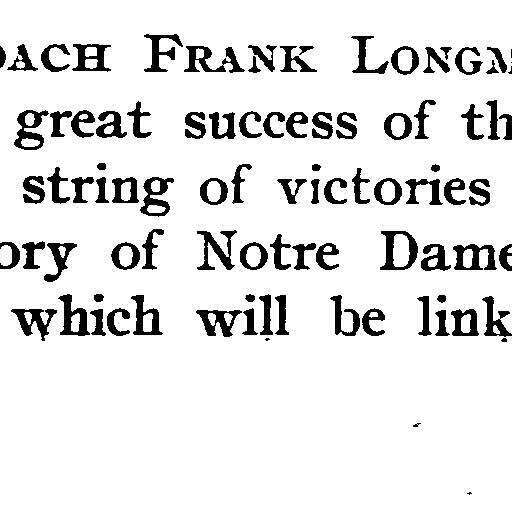 OACH FRANK LONGM
great success of th
string of victories
ory of Notre Dame
which will be link